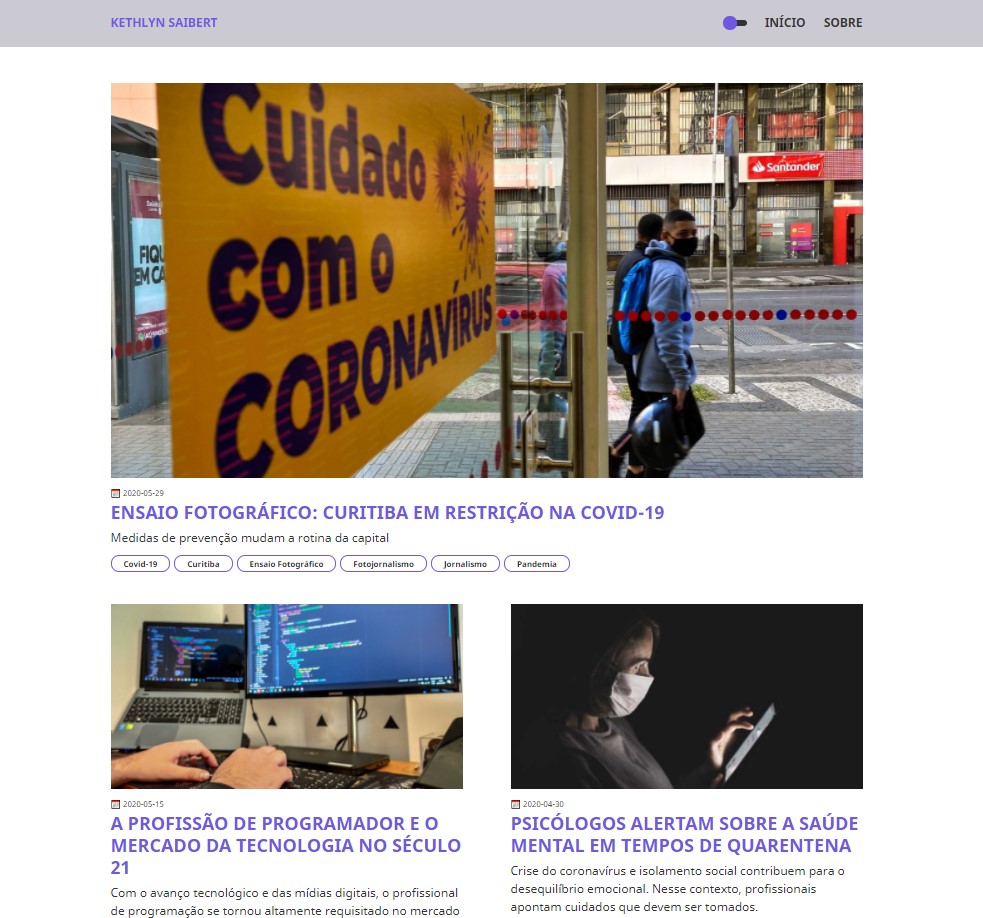 KETHLYN SAIBERT
INÍCIO SOBRE
Cuidado
com o
CORONAVÍRUS
Santander
2020-05-29
ENSAIO FOTOGRÁFICO: CURITIBA EM RESTRIÇÃO NA COVID-19
Medidas de prevenção mudam a rotina da capital
Covid-19 Curitiba Ensaio Fotográfico Fotojornalismo Jornalismo Pandemia
2020-05-15
A PROFISSÃO DE PROGRAMADOR E O
MERCADO DA TECNOLOGIA NO SÉCULO
21
Com o avanço tecnológico e das mídias digitais, o profissional
de programação se tornou altamente requisitado no mercado
2020-04-30
PSICÓLOGOS ALERTAM SOBRE A SAÚDE
MENTAL EM TEMPOS DE QUARENTENA
Crise do coronavírus e isolamento social contribuem para o
desequilíbrio emocional. Nesse contexto, profissionais
apontam cuidados que devem ser tomados.